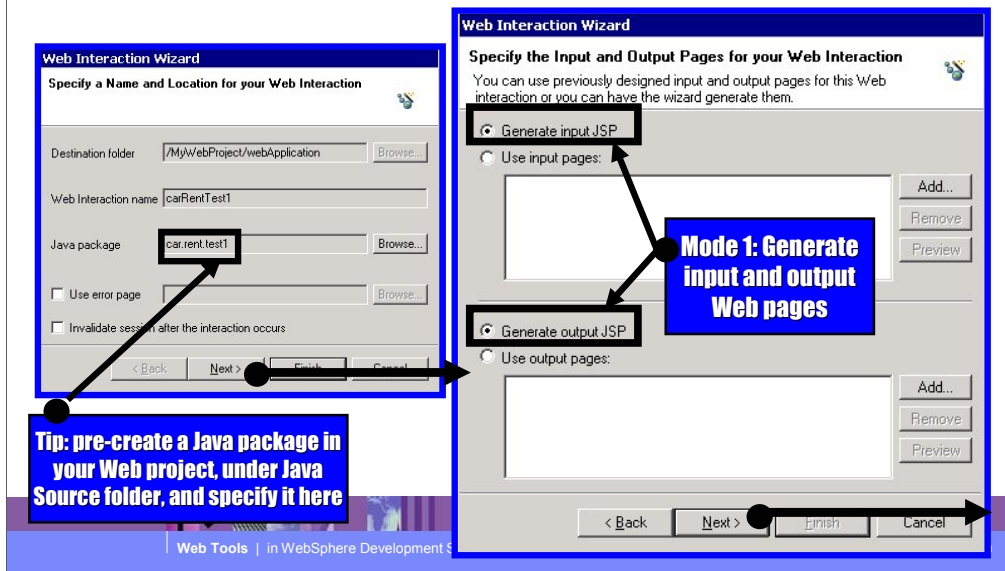 Web Interaction Wizard
Specify a Name and Location for your Web Interaction
Destination folder /MyWebProject/webApplication Browse...
Web Interaction name carRentTest1
Java package car.rent.test1 Browse...
Use error page Browse...
Invalidate session after the interaction occurs
< Back Next > Finish Cancel
Tip: pre-create a Java package in
your Web project, under Java
Source folder, and specify it here
Web Interaction Wizard
Specify the Input and Output Pages for your Web Interaction
You can use previously designed input and output pages for this Web
interaction or you can have the wizard generate them.
Generate input JSP
Use input pages:
Add...
Remove
Preview
Mode 1: Generate
input and output
Web pages
Generate output JSP
Use output pages:
Add...
Remove
Preview
< Back Next > Finish Cancel
Web Tools | in WebSphere Development S